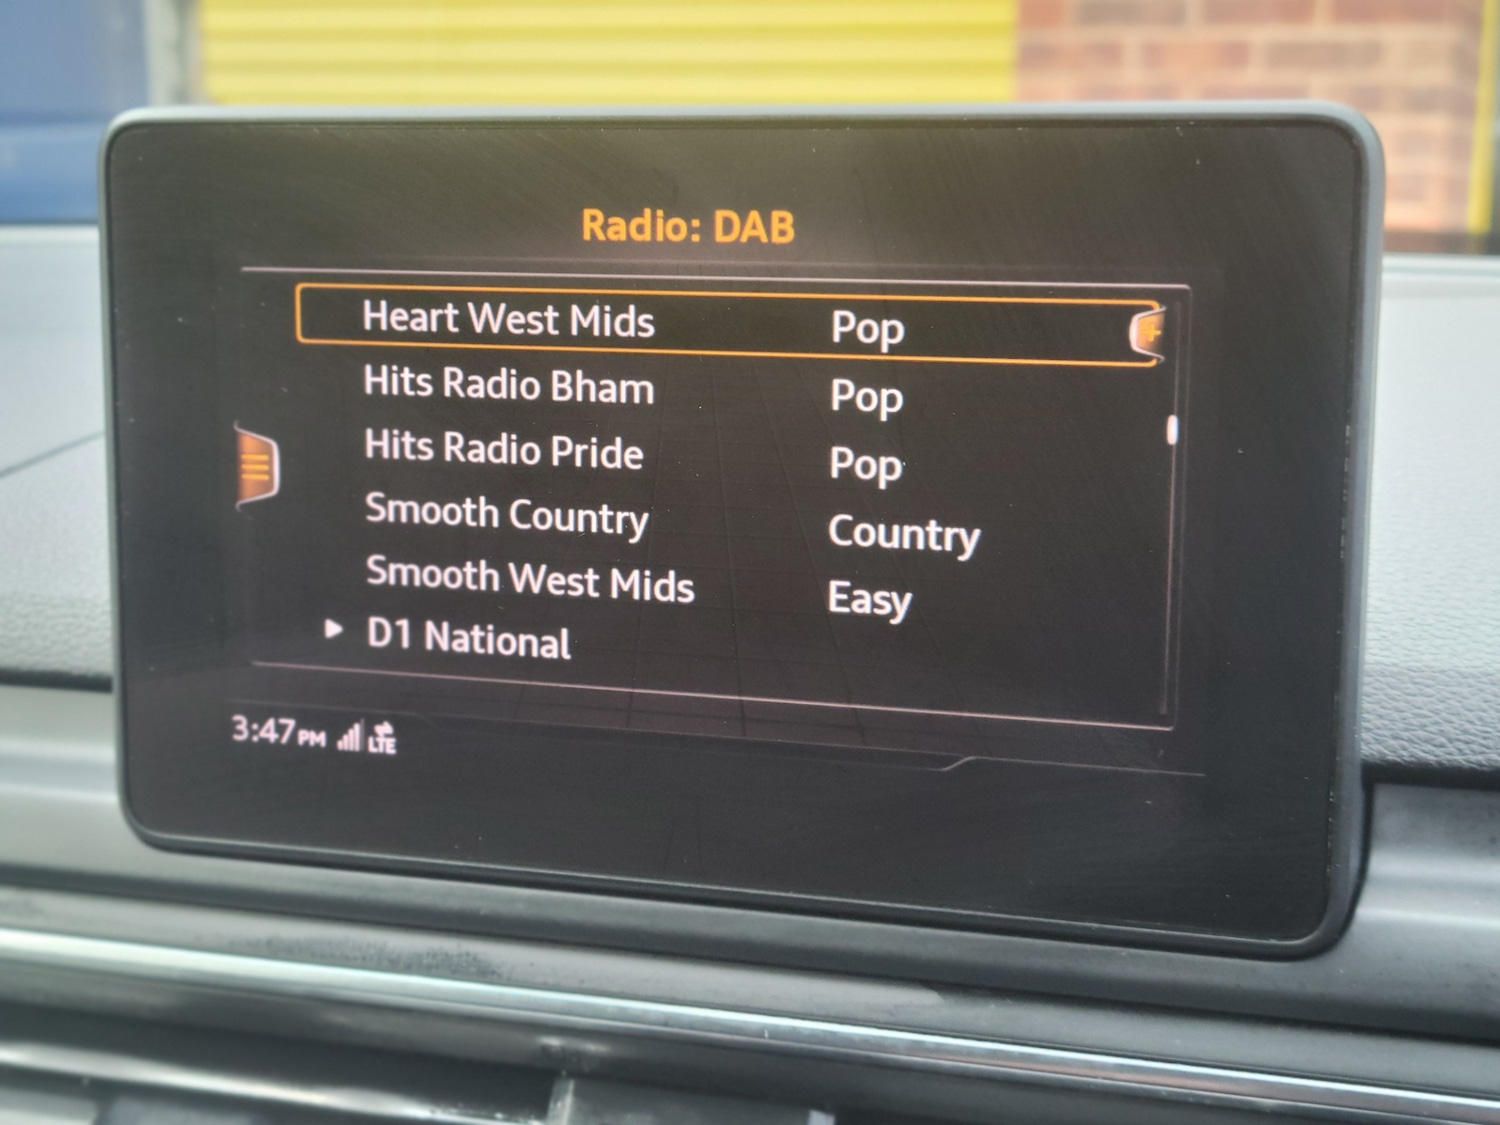 Radio: DAB
Heart West Mids Pop
Hits Radio Bham Pop
Hits Radio Pride Pop
Smooth Country Country
Smooth West Mids Easy
D1 National
3:47PM LTE